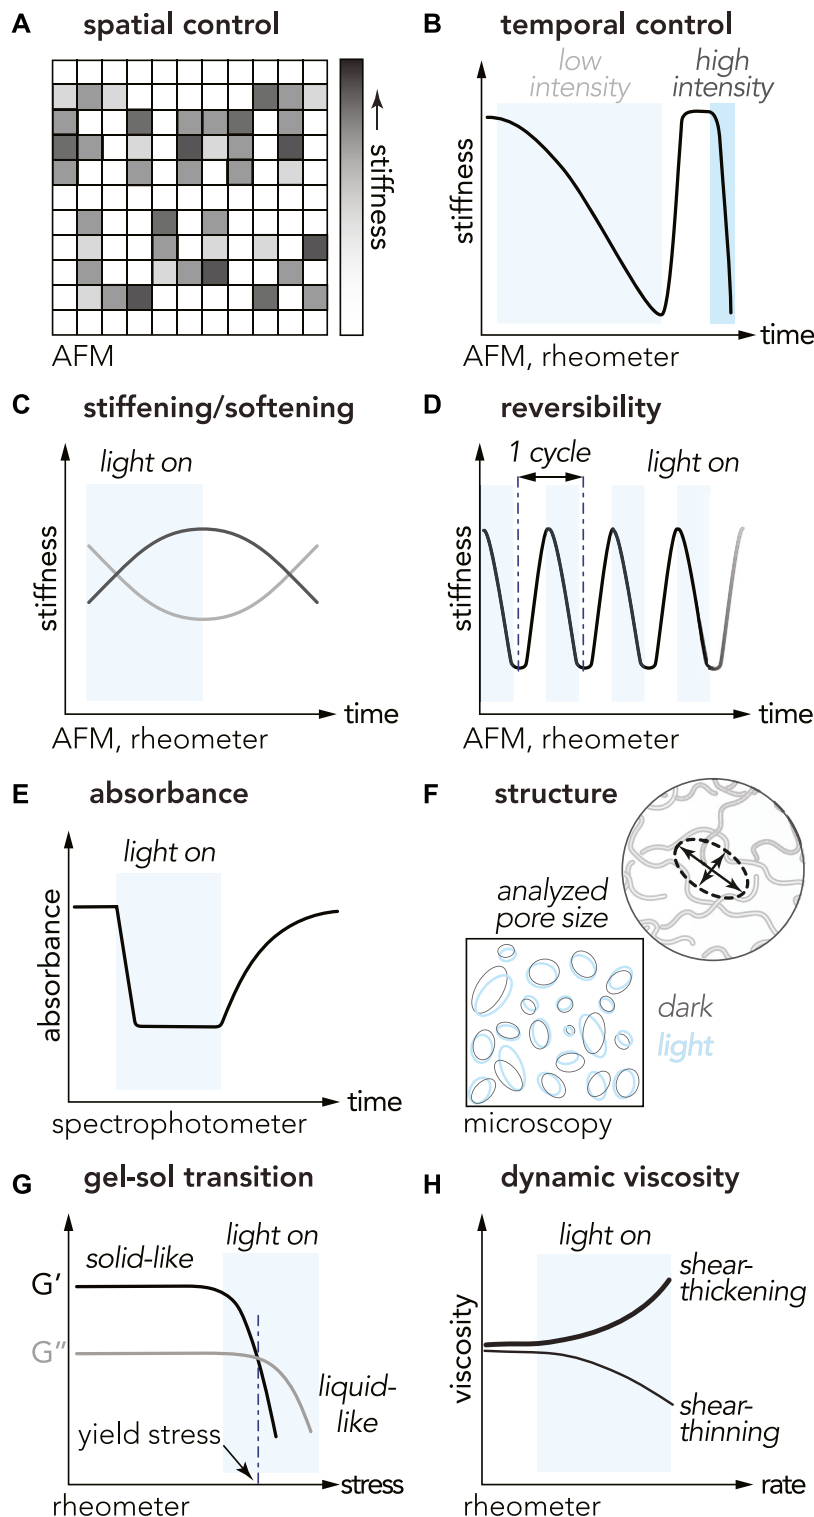 A spatial control
stiffness
AFM
B temporal control
low
intensity
high
intensity
stiffness
time
AFM, rheometer
C stiffening/softening
light on
stiffness
time
AFM, rheometer
D reversibility
1 cycle
light on
stiffness
time
AFM, rheometer
E absorbance
light on
absorbance
time
spectrophotometer
F structure
analyzed
pore size
dark
light
microscopy
G gel-sol transition
light on
solid-like
G′
G″
liquid-
like
yield stress
stress
rheometer
H dynamic viscosity
light on
shear-
thickening
viscosity
shear-
thinning
rate
rheometer